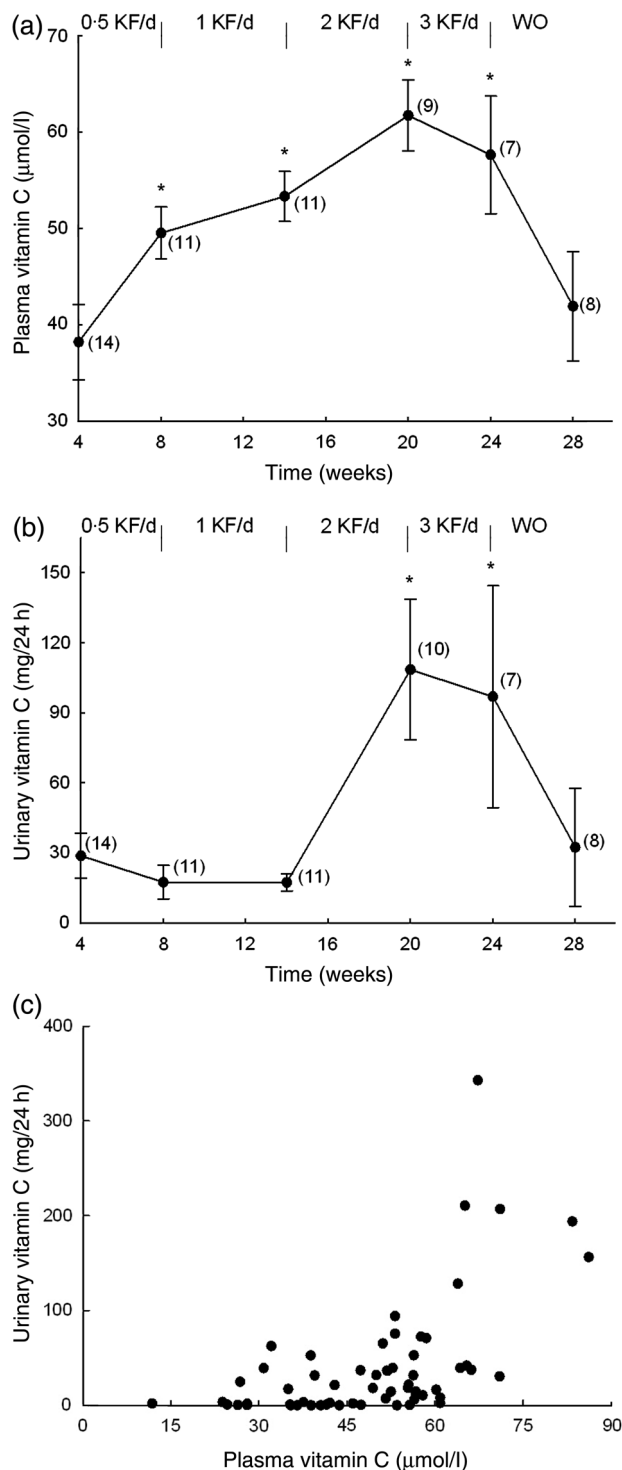 (a)
0·5 KF/d 1 KF/d 2 KF/d 3 KF/d WO
70
60
50
40
30
Plasma vitamin C (μmol/l)
* * * *
(14) (11) (11) (9) (7) (8)
4 8 12 16 20 24 28
Time (weeks)
(b)
0·5 KF/d 1 KF/d 2 KF/d 3 KF/d WO
150
120
90
60
30
0
Urinary vitamin C (mg/24 h)
* *
(14) (11) (11) (10) (7) (8)
4 8 12 16 20 24 28
Time (weeks)
(c)
400
300
200
100
0
Urinary vitamin C (mg/24 h)
0 15 30 45 60 75 90
Plasma vitamin C (μmol/l)